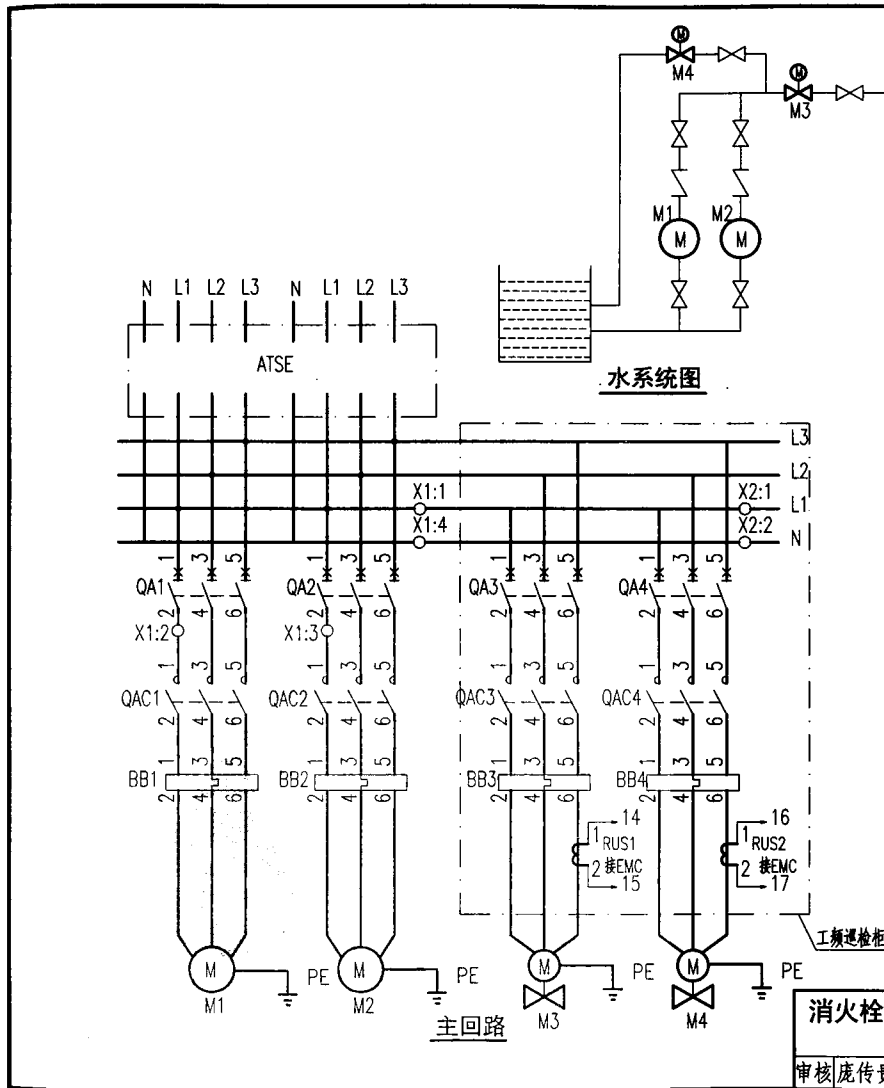 M
M4
M
M3
M1 M2
M M
水系统图
N L1 L2 L3 N L1 L2 L3
ATSE
L3
L2
X1:1 X2:1 L1
X1:4 X2:2 N
1 3 5 1 3 5 1 3 5 1 3 5
QA1 QA2 QA3 QA4
2 4 6 2 4 6 2 4 6 2 4 6
X1:2 X1:3
1 3 5 1 3 5 1 3 5 1 3 5
QAC1 QAC2 QAC3 QAC4
2 4 6 2 4 6 2 4 6 2 4 6
1 3 5 1 3 5 1 3 5 1 3 5
BB1 BB2 BB3 BB4
2 4 6 2 4 6 2 4 6 2 4 6
14 16
1 RUS1 1 RUS2
2 接EMC 2 接EMC
15 17
工频巡检柜
M PE M PE M PE M PE
M1 M2 M3 M4
主回路
消火栓
审核 庞传